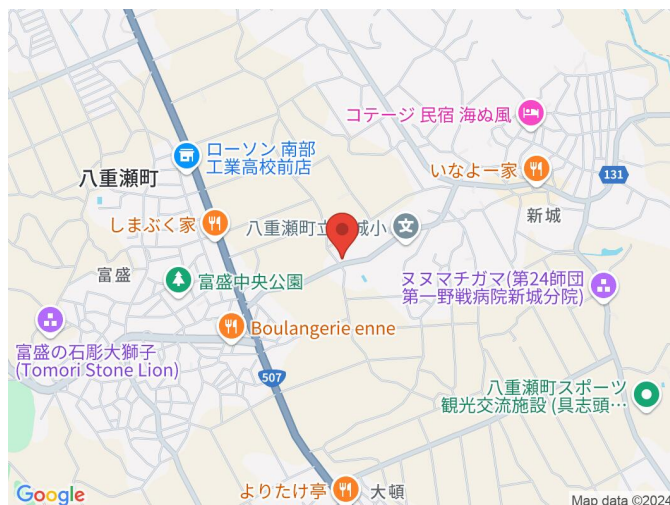 コテージ 民宿 海ぬ風
ローソン 南部
工業高校前店
いなよー家
131
八重瀬町
しまぶく家
八重瀬町立
城小
新城
富盛
富盛中央公園
ヌヌマチガマ(第24師団
第一野戦病院新城分院)
Boulangerie enne
富盛の石彫大獅子
(Tomori Stone Lion)
507
八重瀬町スポーツ
観光交流施設 (具志頭…
よりたけ亭
大頓
Google
Map data ©2024